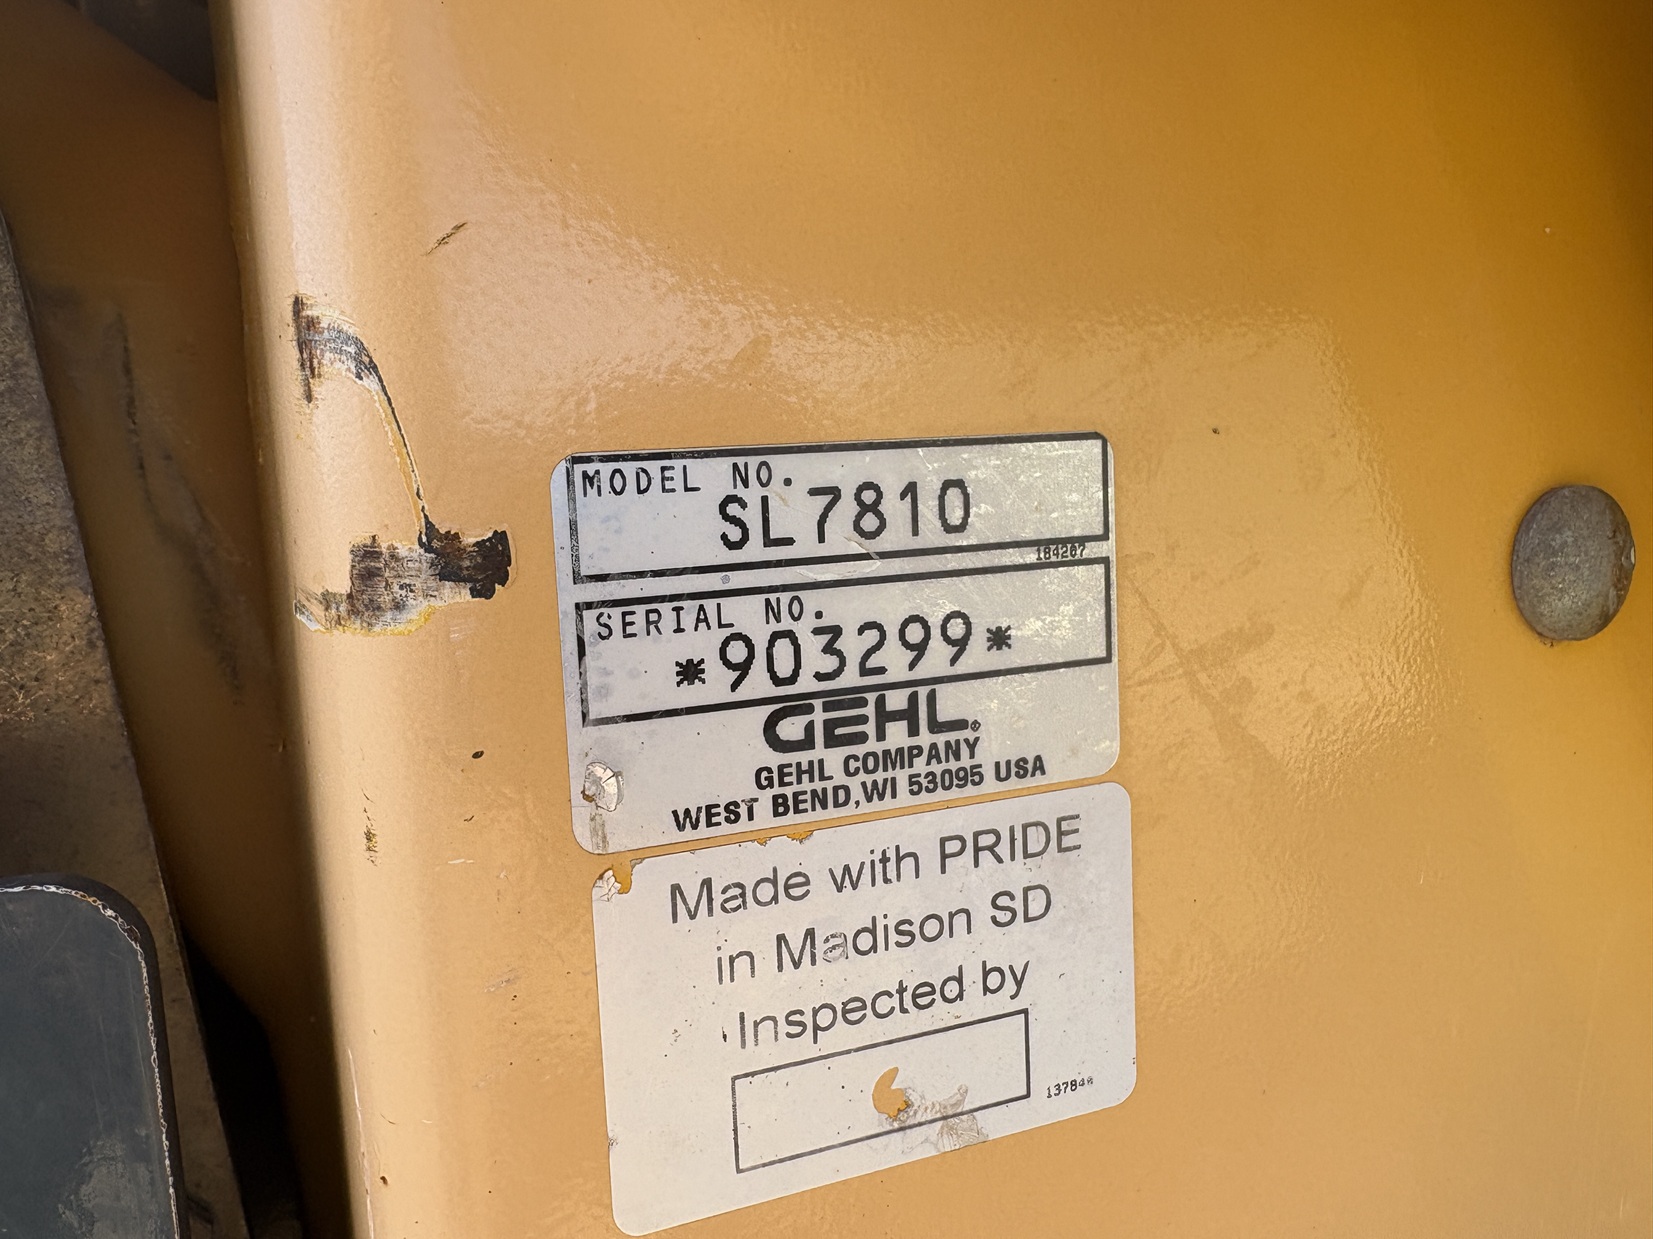 MODEL NO.
SL7810
184267
SERIAL NO.
*903299*
GEHL®
GEHL COMPANY
WEST BEND, WI 53095 USA
Made with PRIDE
in Madison SD
Inspected by